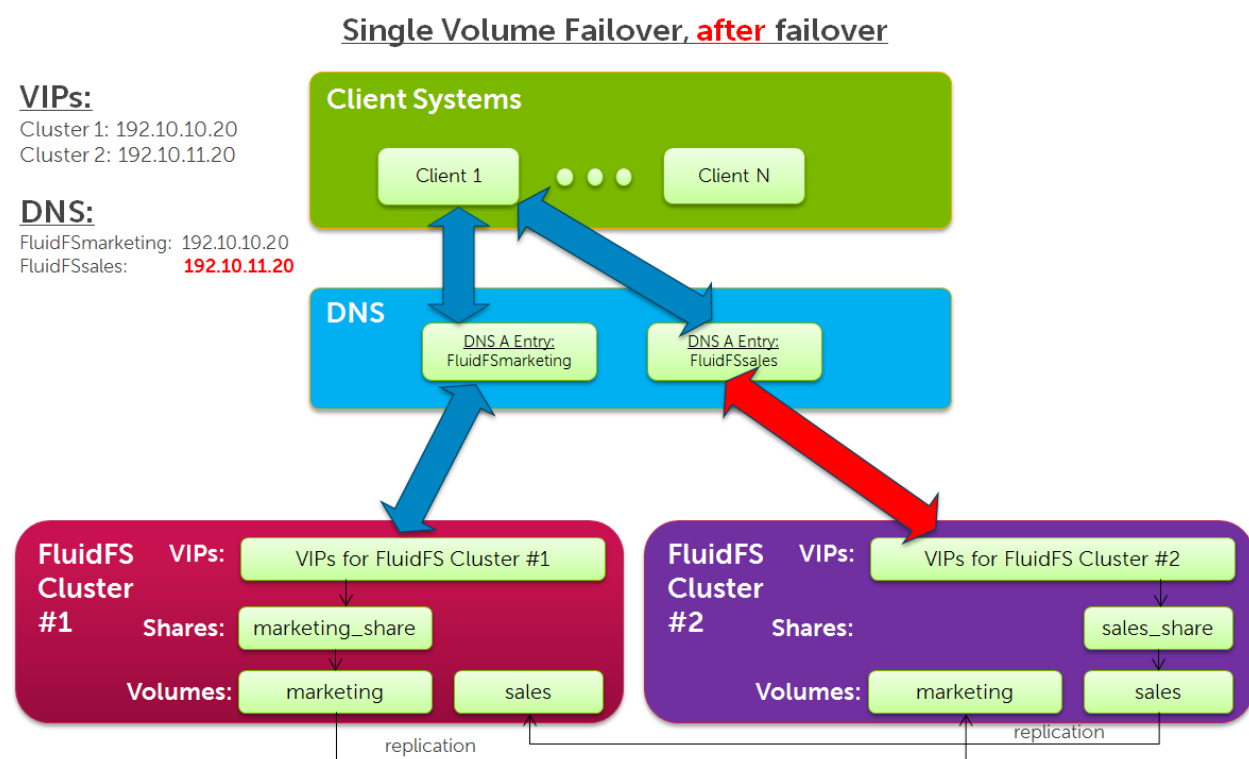 Single Volume Failover, after failover
VIPs:
Cluster 1: 192.10.10.20
Cluster 2: 192.10.11.20
DNS:
FluidFSmarketing: 192.10.10.20
FluidFSsales: 192.10.11.20
Client Systems
Client 1
Client N
DNS
DNS A Entry:
FluidFSmarketing
DNS A Entry:
FluidFSsales
FluidFS
Cluster
#1
VIPs:
VIPs for FluidFS Cluster #1
Shares:
marketing_share
Volumes:
marketing
sales
replication
FluidFS
Cluster
#2
VIPs:
VIPs for FluidFS Cluster #2
Shares:
sales_share
Volumes:
marketing
sales
replication